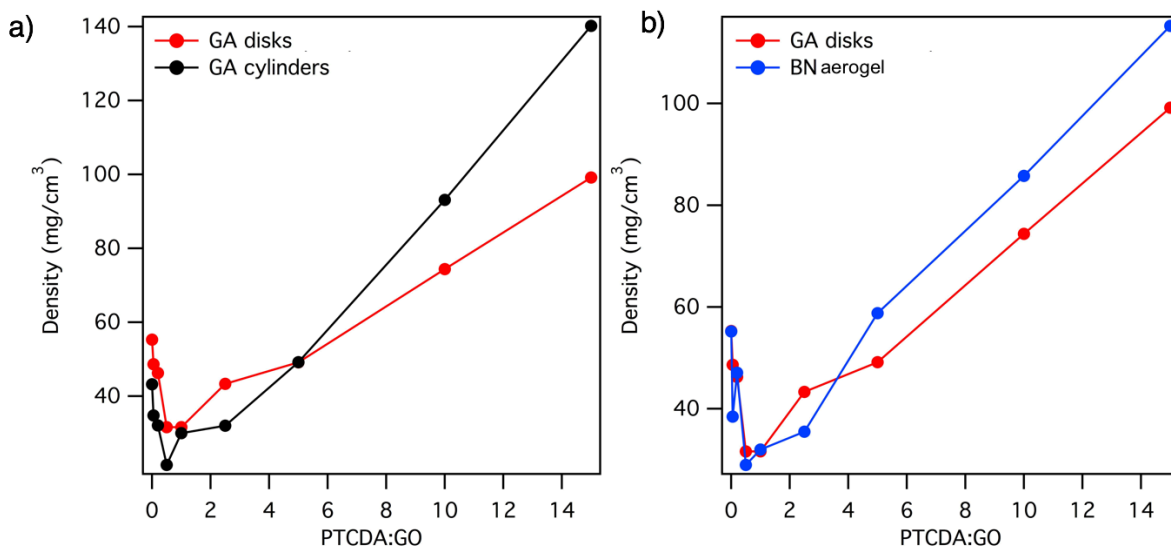 a)
GA disks
GA cylinders
Density (mg/cm³)
140
120
100
80
60
40
0 2 4 6 8 10 12 14
PTCDA:GO
b)
GA disks
BN aerogel
Density (mg/cm³)
100
80
60
40
0 2 4 6 8 10 12 14
PTCDA:GO